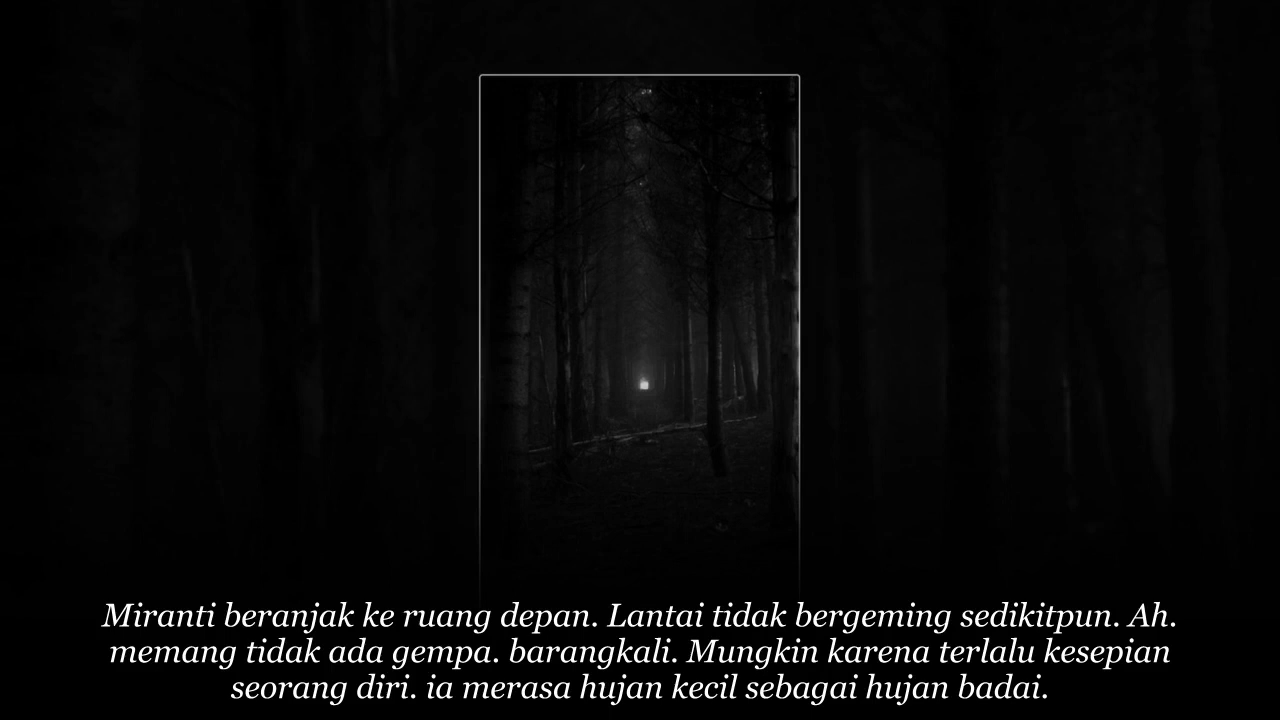 Miranti beranjak ke ruang depan. Lantai tidak bergeming sedikitpun. Ah.
memang tidak ada gempa. barangkali. Mungkin karena terlalu kesepian
seorang diri. ia merasa hujan kecil sebagai hujan badai.